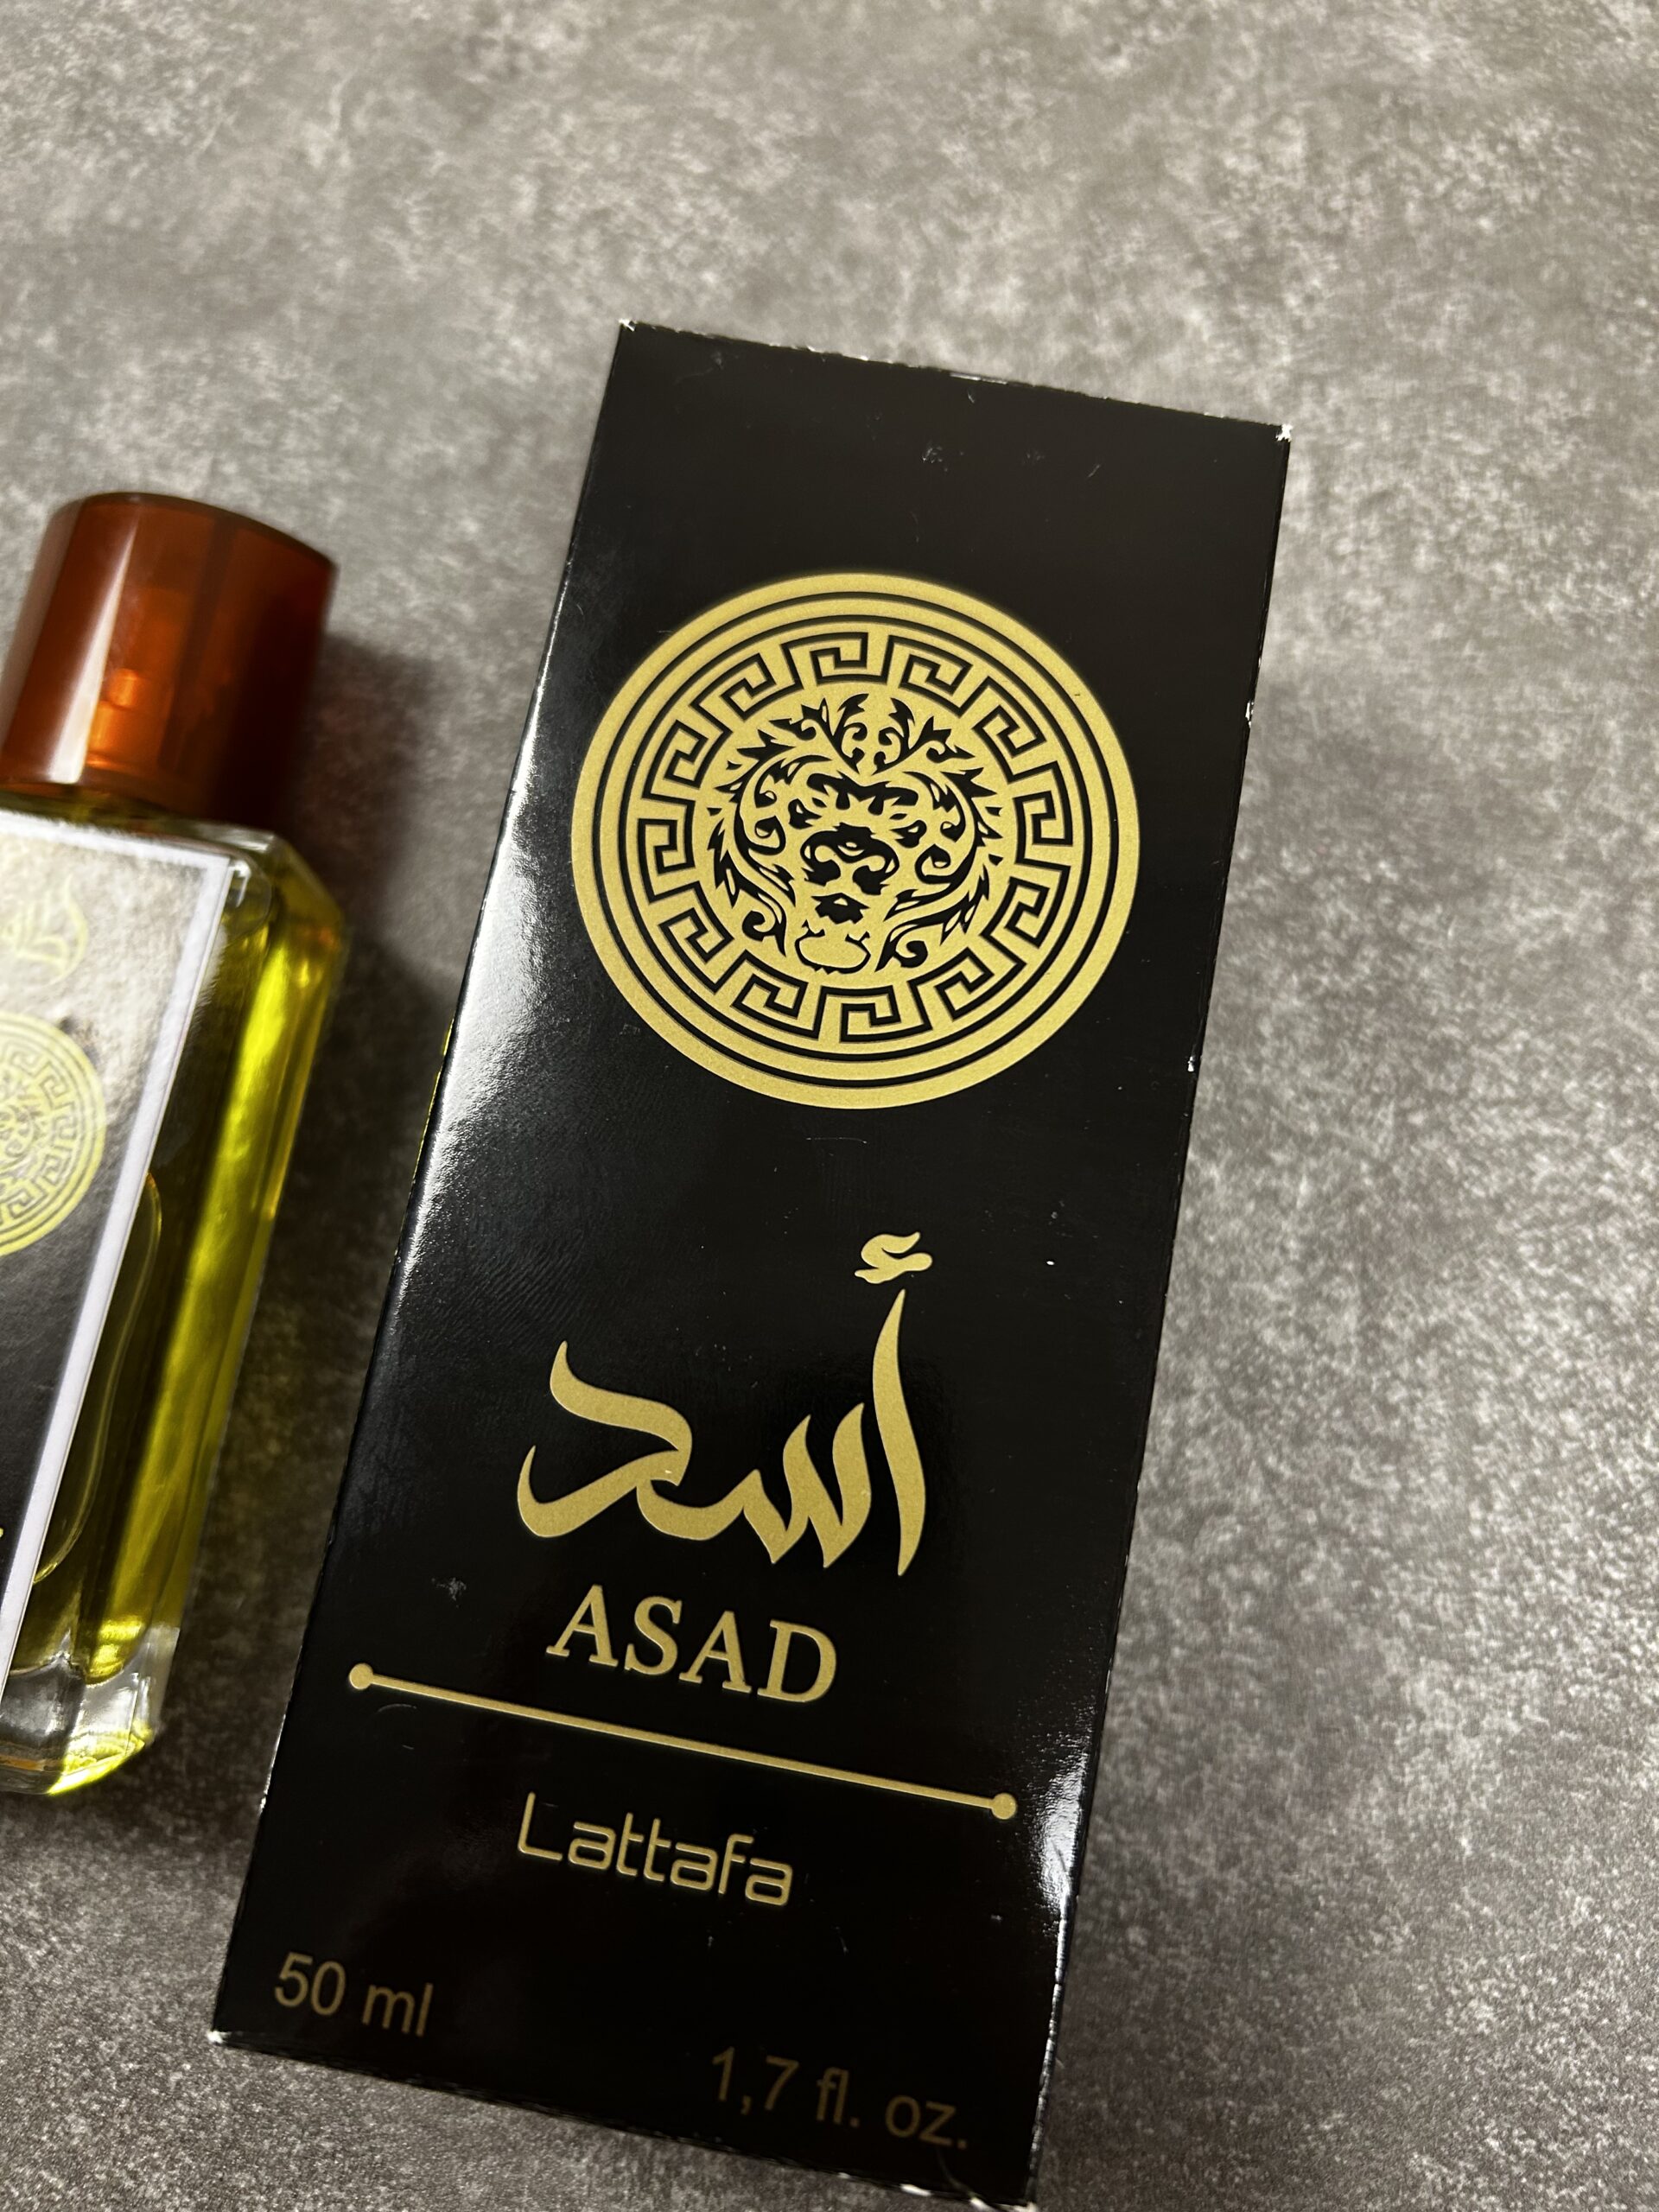 أسد
ASAD
Lattafa
50 ml
1,7 fl. oz.